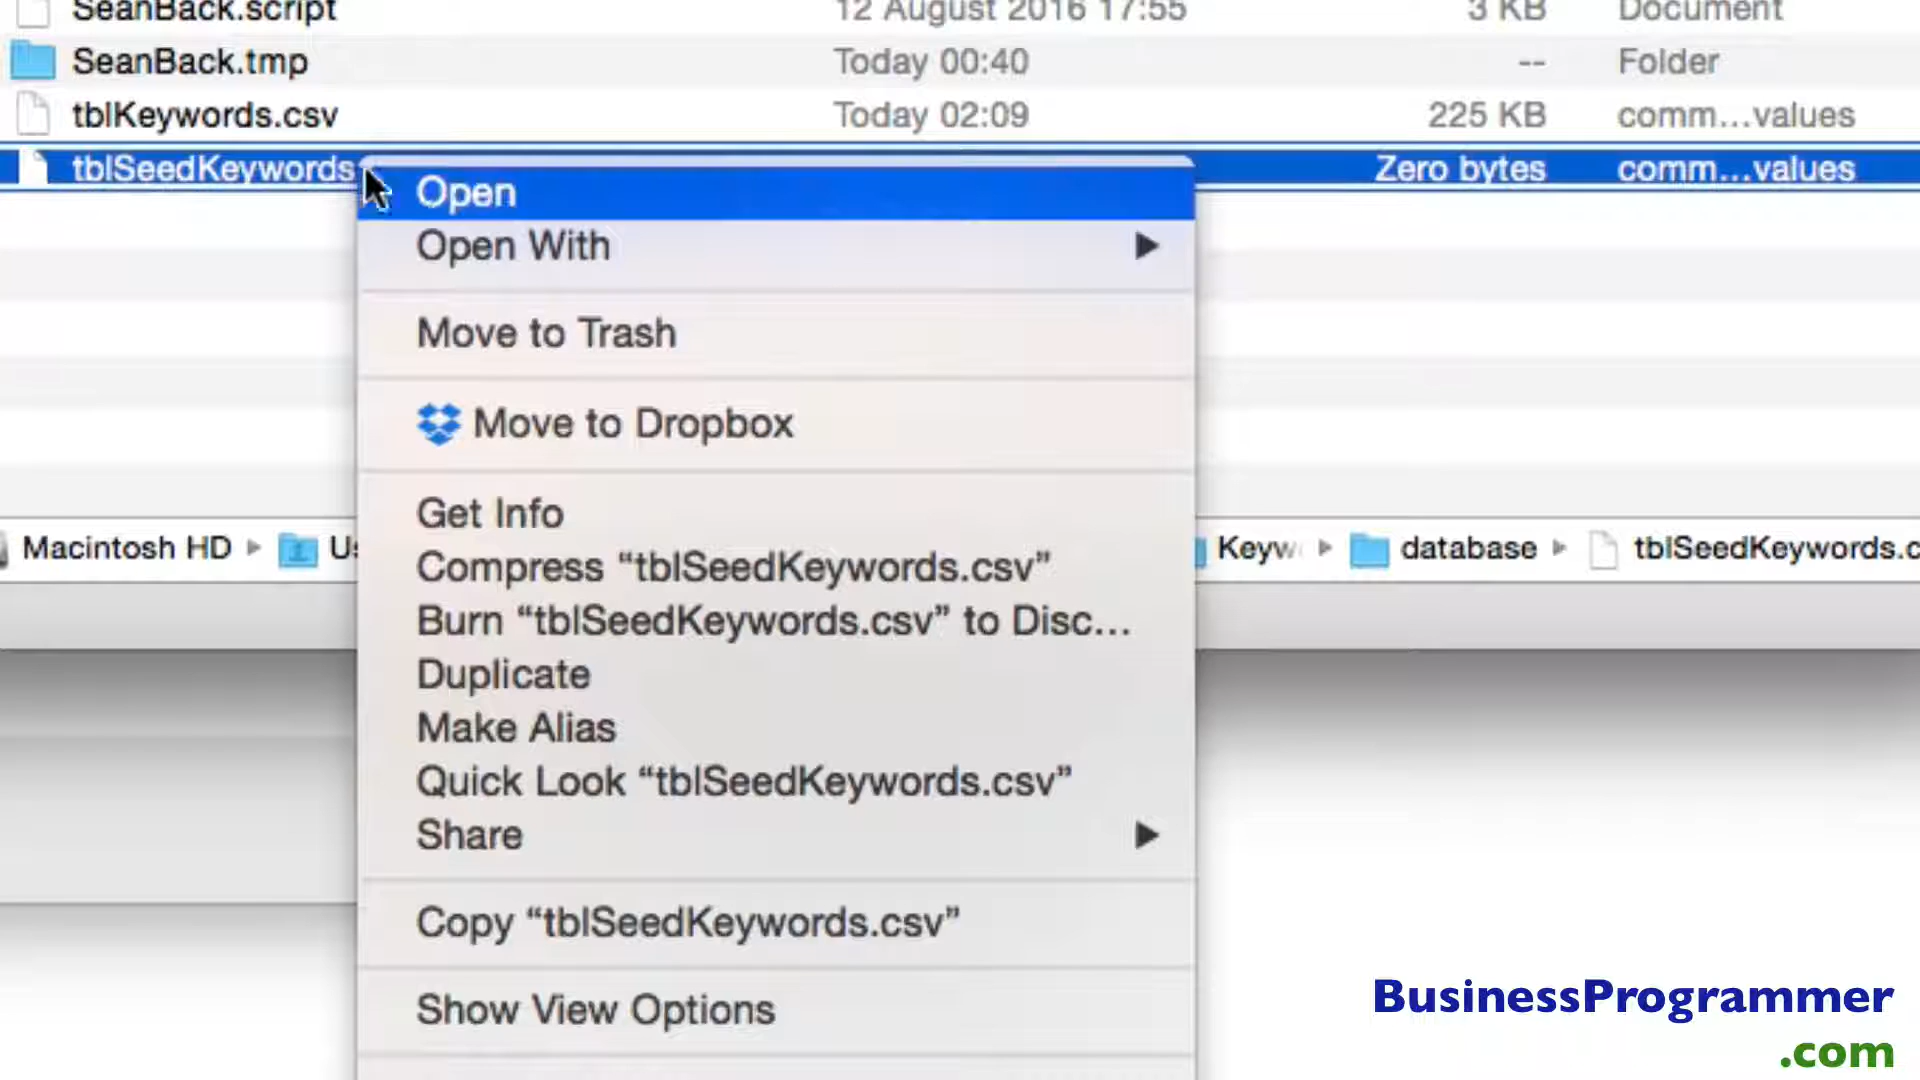 SeanBack.script 12 August 2016 17:55 3 KB Document
SeanBack.tmp Today 00:40 -- Folder
tblKeywords.csv Today 02:09 225 KB comm...values
tblSeedKeywords Zero bytes comm...values
Open
Open With
Move to Trash
Move to Dropbox
Get Info
Macintosh HD Keyw database tblSeedKeywords.c
Compress “tblSeedKeywords.csv”
Burn “tblSeedKeywords.csv” to Disc...
Duplicate
Make Alias
Quick Look “tblSeedKeywords.csv”
Share
Copy “tblSeedKeywords.csv”
Show View Options
BusinessProgrammer
.com